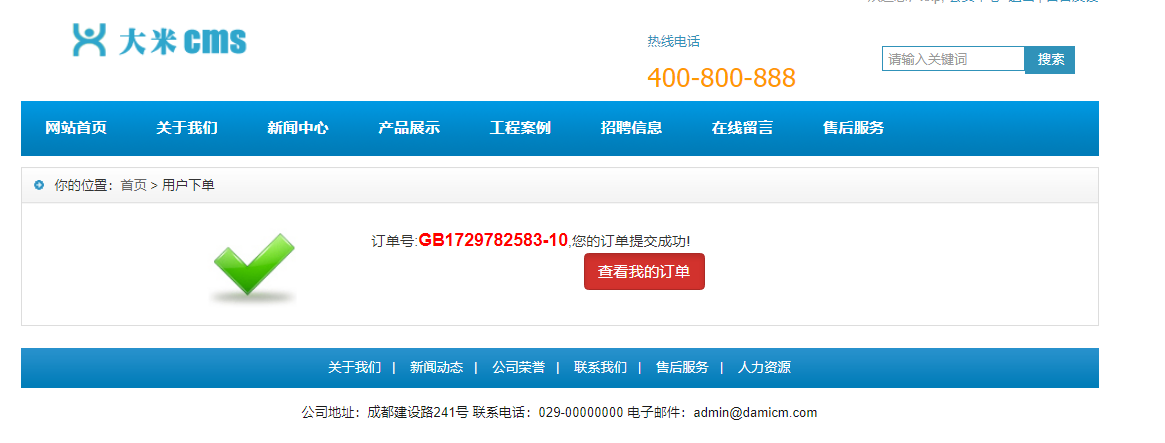 大米cms
热线电话
400-800-888
请输入关键词 搜索
网站首页 关于我们 新闻中心 产品展示 工程案例 招聘信息 在线留言 售后服务
你的位置：首页 > 用户下单
订单号:GB1729782583-10,您的订单提交成功!
查看我的订单
关于我们 | 新闻动态 | 公司荣誉 | 联系我们 | 售后服务 | 人力资源
公司地址：成都建设路241号 联系电话：029-00000000 电子邮件：admin@damicm.com